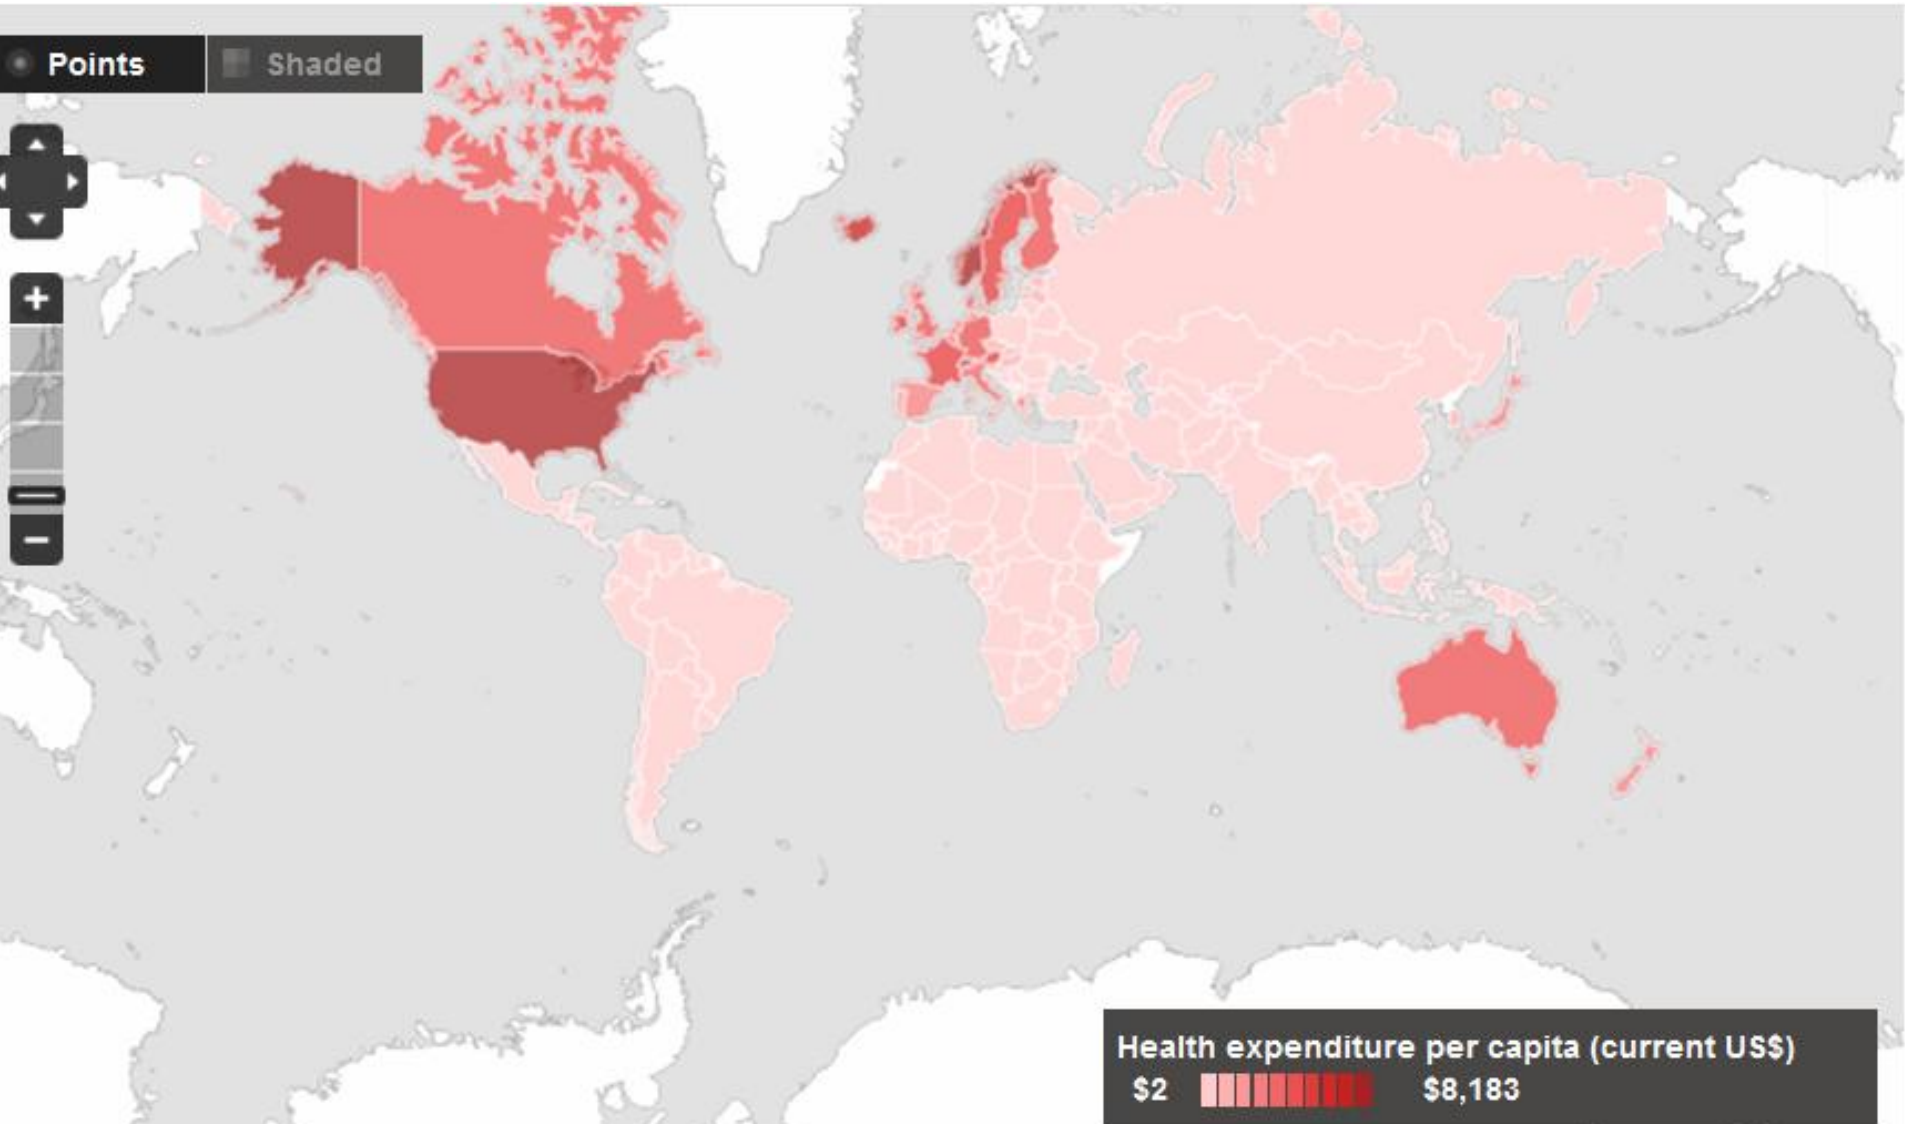 Points
Shaded
+
−
Health expenditure per capita (current US$)
$2 $8,183